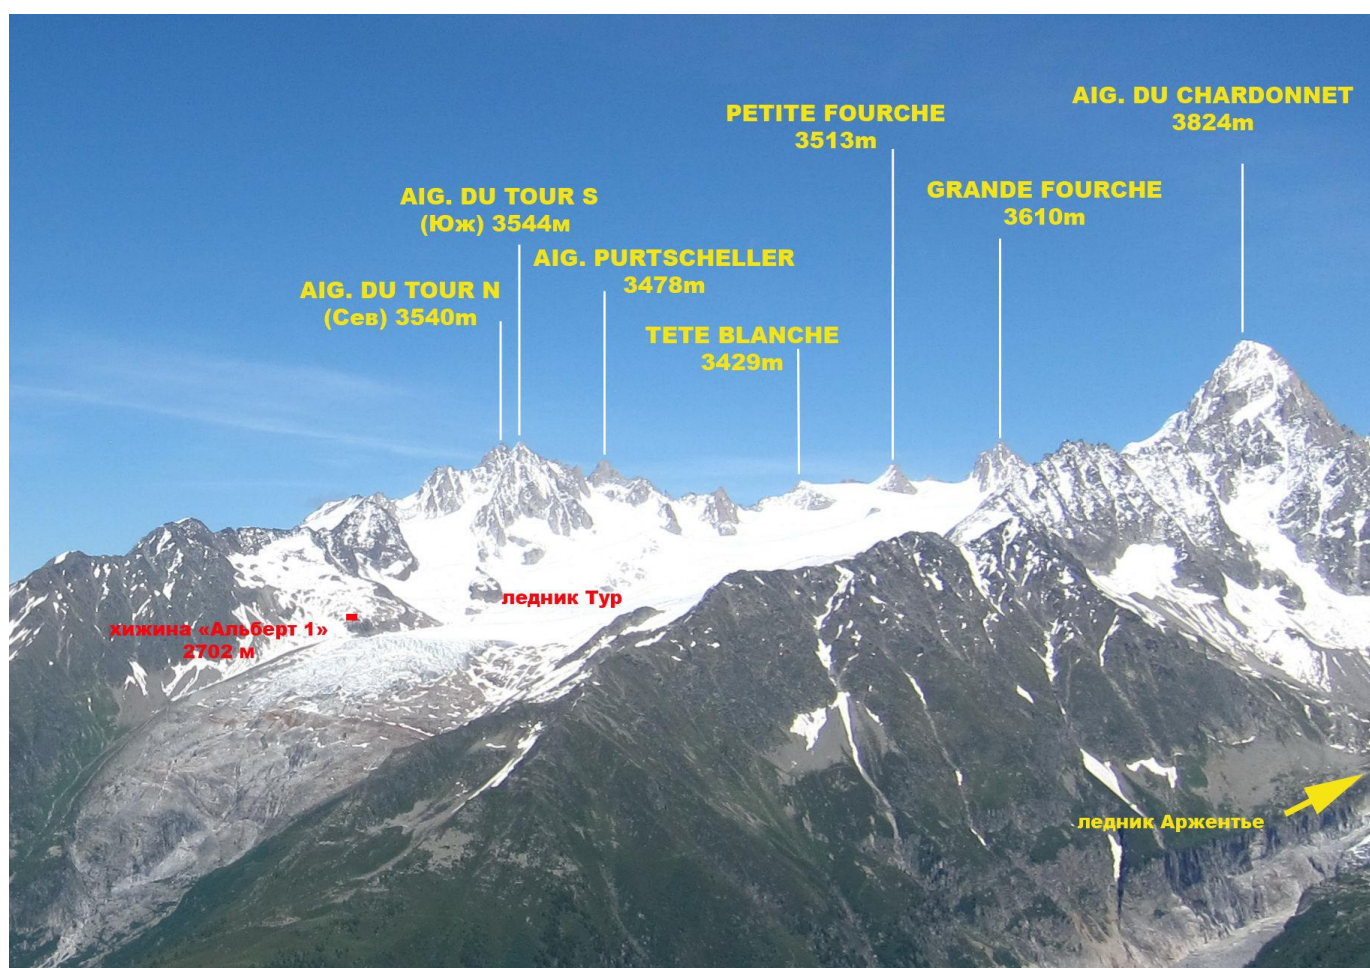 AIG. DU CHARDONNET
3824m
PETITE FOURCHE
3513m
GRANDE FOURCHE
3610m
AIG. DU TOUR S
(Юж) 3544м
AIG. PURTSCHELLER
3478m
AIG. DU TOUR N
(Сев) 3540m
TETE BLANCHE
3429m
ледник Тур
хижина «Альберт 1»
2702 м
ледник Аржентье